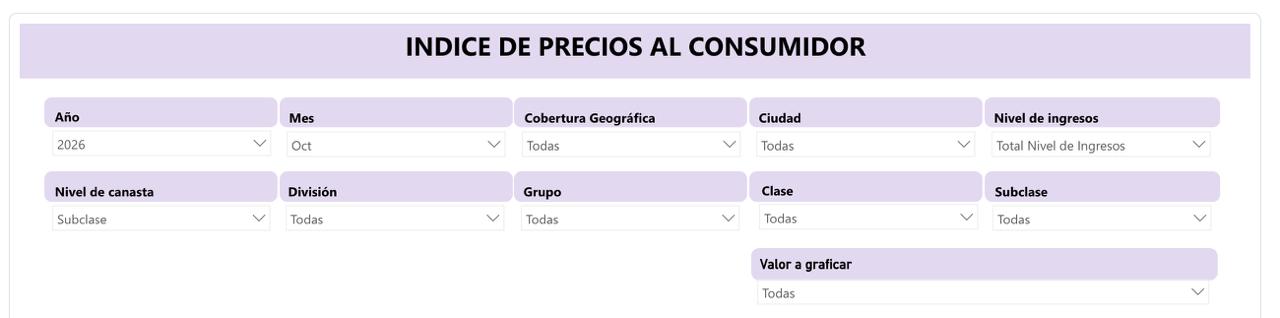 INDICE DE PRECIOS AL CONSUMIDOR
Año Mes Cobertura Geográfica Ciudad Nivel de ingresos
2026 Oct Todas Todas Total Nivel de Ingresos
Nivel de canasta División Grupo Clase Subclase
Subclase Todas Todas Todas Todas
Valor a graficar
Todas